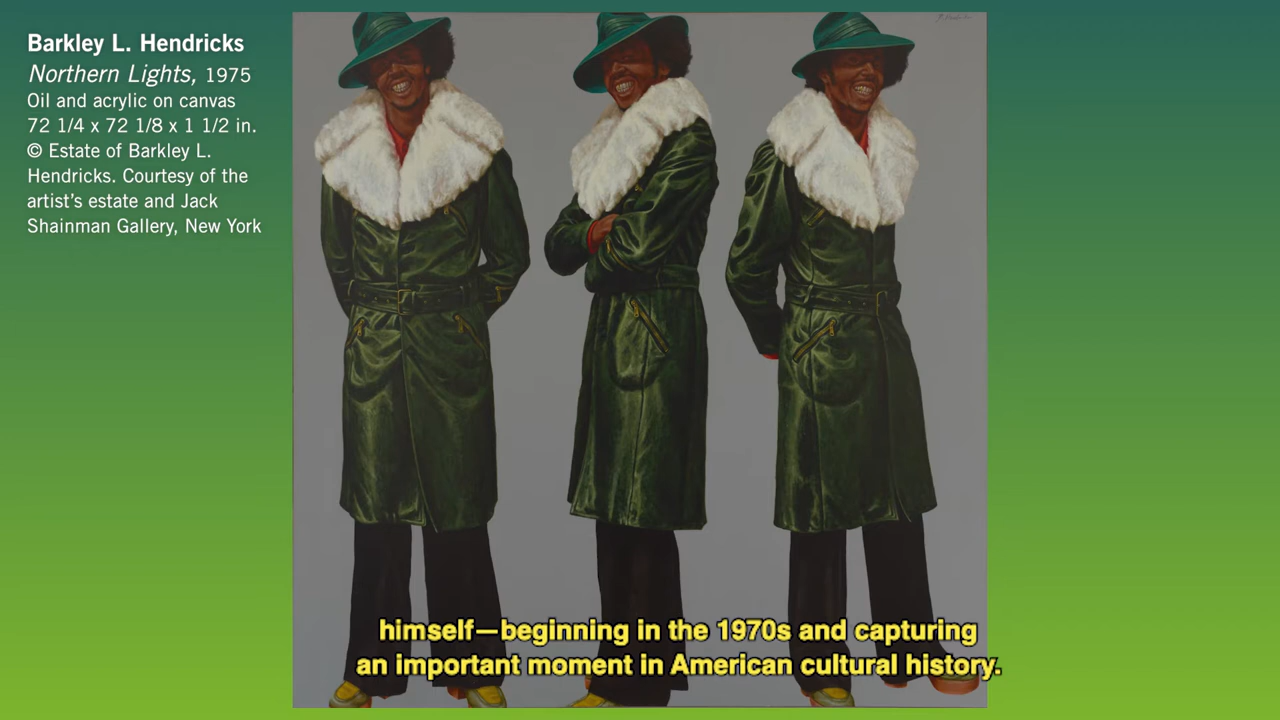 Barkley L. Hendricks
Northern Lights, 1975
Oil and acrylic on canvas
72 1/4 x 72 1/8 x 1 1/2 in.
© Estate of Barkley L.
Hendricks. Courtesy of the
artist's estate and Jack
Shainman Gallery, New York
himself—beginning in the 1970s and capturing
an important moment in American cultural history.